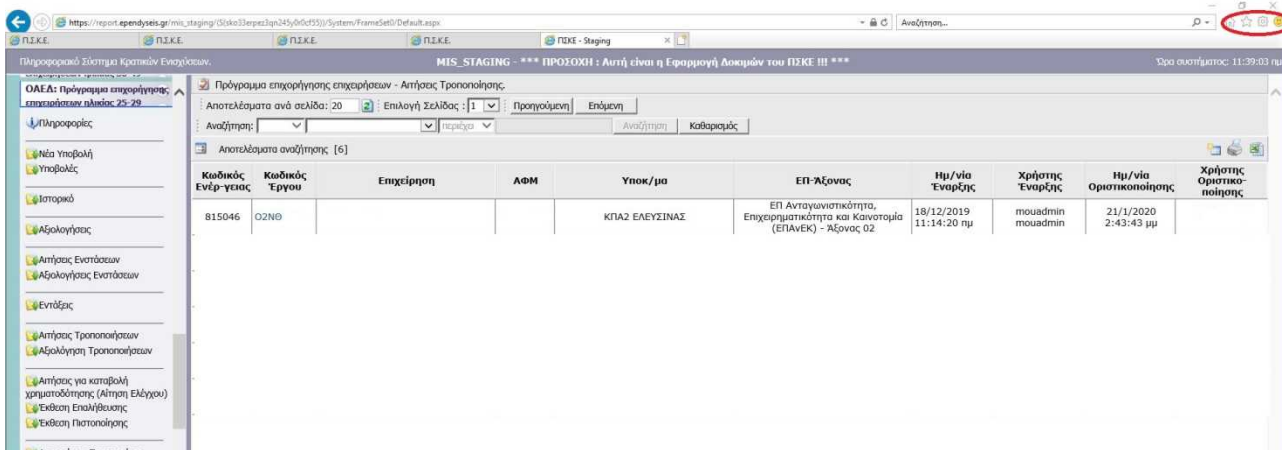 https://report.ependyseis.gr/mis_staging/(S(sko33erpez3qn245y0r0cf55))/System/FrameSet0/Default.aspx
Αναζήτηση...
Π.Σ.Κ.Ε.
Π.Σ.Κ.Ε.
Π.Σ.Κ.Ε.
Π.Σ.Κ.Ε.
ΠΣΚΕ - Staging
Πληροφοριακό Σύστημα Κρατικών Ενισχύσεων.
MIS_STAGING - *** ΠΡΟΣΟΧΗ : Αυτή είναι η Εφαρμογή Δοκιμών του ΠΣΚΕ !!! ***
Ώρα συστήματος: 11:39:03 πμ
ΟΑΕΔ: Πρόγραμμα επιχορήγησης
επιχειρήσεων ηλικίας 25-29
Πληροφορίες
Νέα Υποβολή
Υποβολές
Ιστορικό
Αξιολογήσεις
Αιτήσεις Ενστάσεων
Αξιολογήσεις Ενστάσεων
Εντάξεις
Αιτήσεις Τροποποιήσεων
Αξιολόγηση Τροποποιήσεων
Αιτήσεις για καταβολή
χρηματοδότησης (Αίτηση Ελέγχου)
Έκθεση Επαλήθευσης
Έκθεση Πιστοποίησης
Πρόγραμμα επιχορήγησης επιχειρήσεων - Αιτήσεις Τροποποίησης.
Αποτελέσματα ανά σελίδα: 20 Επιλογή Σελίδας : 1 Προηγούμενη Επόμενη
Αναζήτηση: περιέχει Αναζήτηση Καθαρισμός
Αποτελέσματα αναζήτησης [6]
Κωδικός Ενέρ-γειας
Κωδικός Έργου
Επιχείρηση
ΑΦΜ
Υποκ/μα
ΕΠ-Άξονας
Ημ/νία Έναρξης
Χρήστης Έναρξης
Ημ/νία Οριστικοποίησης
Χρήστης Οριστικο-ποίησης
815046
Ο2ΝΘ
ΚΠΑ2 ΕΛΕΥΣΙΝΑΣ
ΕΠ Ανταγωνιστικότητα,
Επιχειρηματικότητα και Καινοτομία
(ΕΠΑνΕΚ) - Άξονας 02
18/12/2019
11:14:20 πμ
mouadmin
mouadmin
21/1/2020
2:43:43 μμ